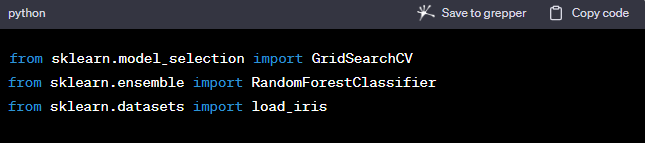 python Save to grepper Copy code
from sklearn.model_selection import GridSearchCV
from sklearn.ensemble import RandomForestClassifier
from sklearn.datasets import load_iris